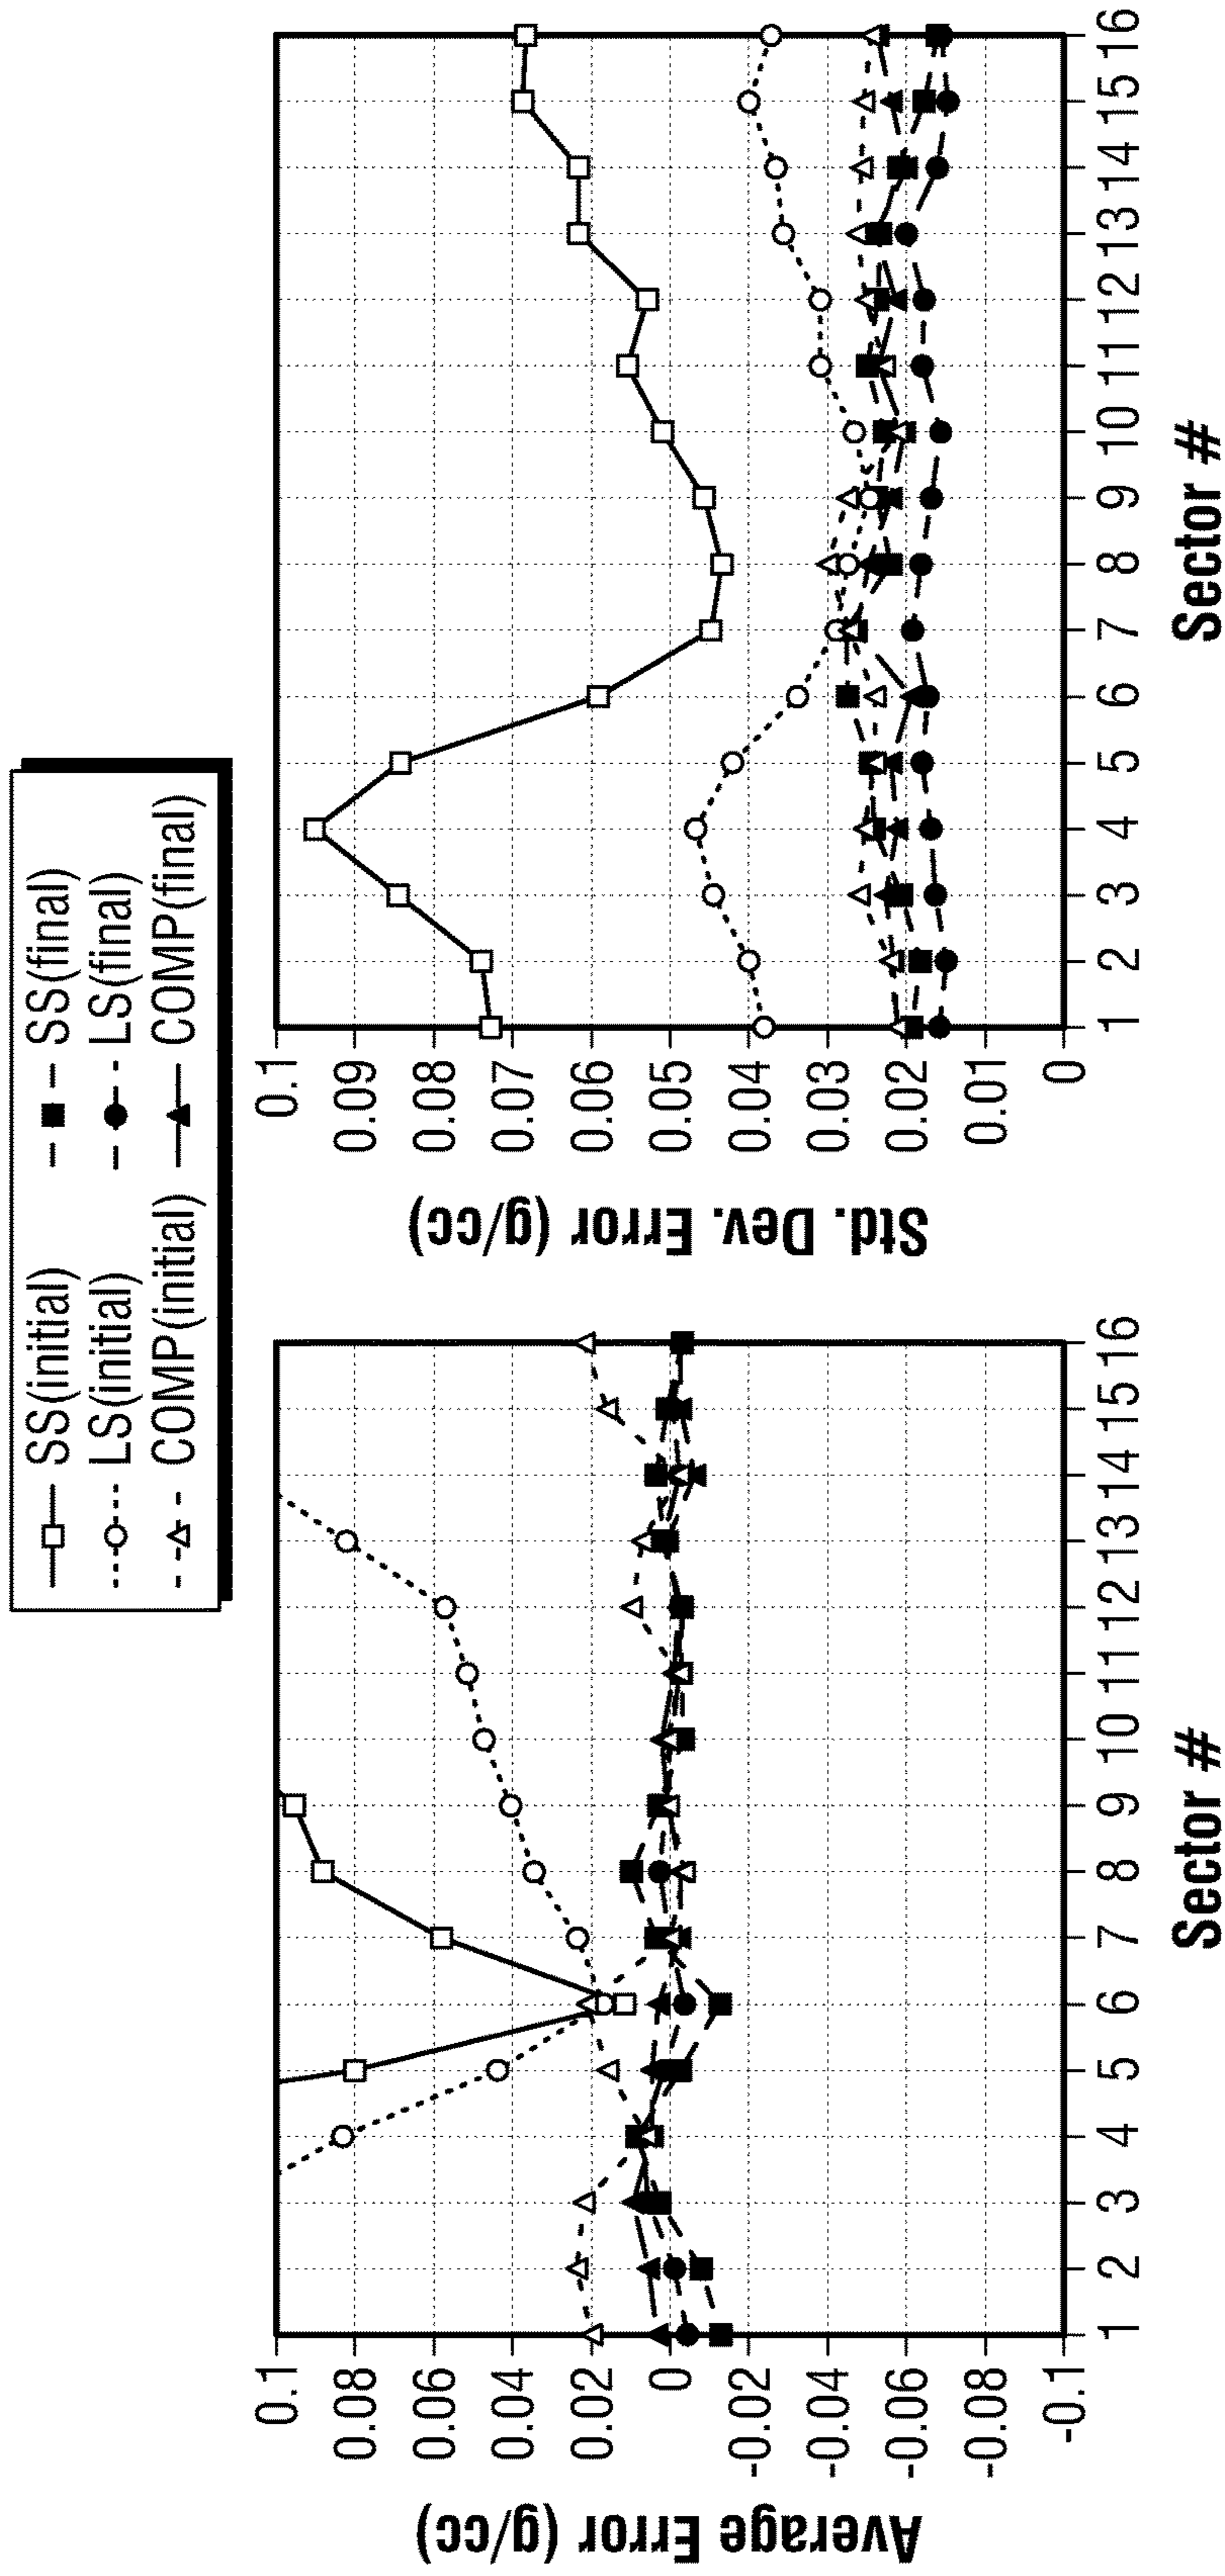 SS(initial) SS(final)
LS(initial) LS(final)
COMP(initial) COMP(final)
Average Error (g/cc)
0.1
0.08
0.06
0.04
0.02
0
-0.02
-0.04
-0.06
-0.08
-0.1
1 2 3 4 5 6 7 8 9 10 11 12 13 14 15 16
Sector #
Std. Dev. Error (g/cc)
0.1
0.09
0.08
0.07
0.06
0.05
0.04
0.03
0.02
0.01
0
1 2 3 4 5 6 7 8 9 10 11 12 13 14 15 16
Sector #